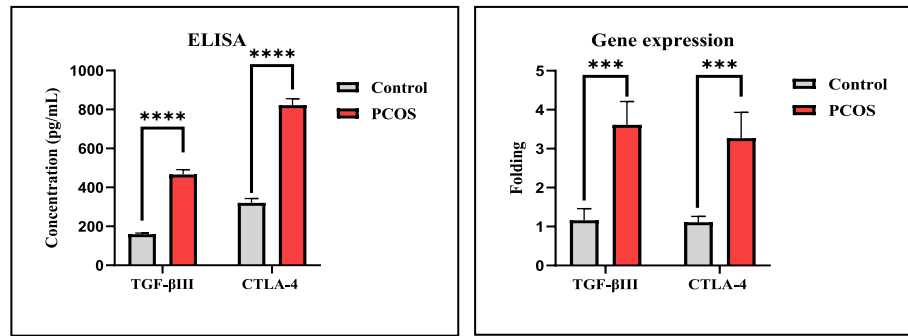 ELISA
****
****
1000
800
600
400
200
0
Concentration (pg/mL)
TGF-βIII
CTLA-4
Control
PCOS
Gene expression
***
***
5
4
3
2
1
0
Folding
TGF-βIII
CTLA-4
Control
PCOS